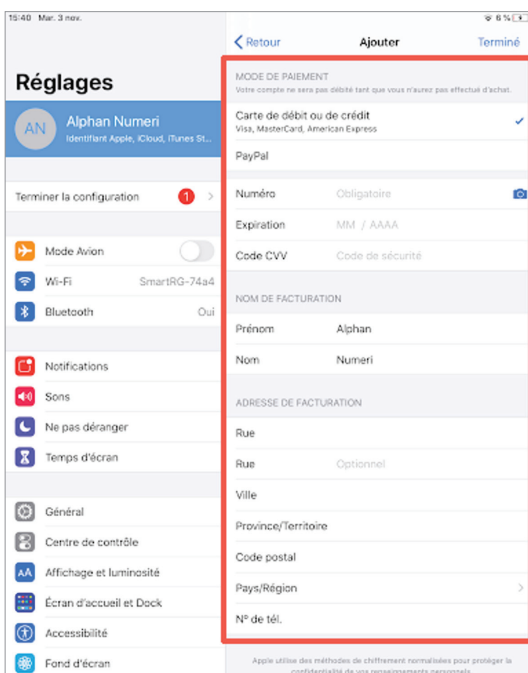 15:40 Mar. 3 nov.
6 %
Réglages
AN
Alphan Numeri
Identifiant Apple, iCloud, iTunes St...
Terminer la configuration
1
Mode Avion
Wi-Fi SmartRG-74a4
Bluetooth Oui
Notifications
Sons
Ne pas déranger
Temps d'écran
Général
Centre de contrôle
AA Affichage et luminosité
Écran d'accueil et Dock
Accessibilité
Fond d'écran
Retour Ajouter Terminé
MODE DE PAIEMENT
Votre compte ne sera pas débité tant que vous n'aurez pas effectué d'achat.
Carte de débit ou de crédit
Visa, MasterCard, American Express
PayPal
Numéro Obligatoire
Expiration MM / AAAA
Code CVV Code de sécurité
NOM DE FACTURATION
Prénom Alphan
Nom Numeri
ADRESSE DE FACTURATION
Rue
Rue Optionnel
Ville
Province/Territoire
Code postal
Pays/Région
Nº de tél.
Apple utilise des méthodes de chiffrement normalisées pour protéger la
confidentialité de vos renseignements personnels.